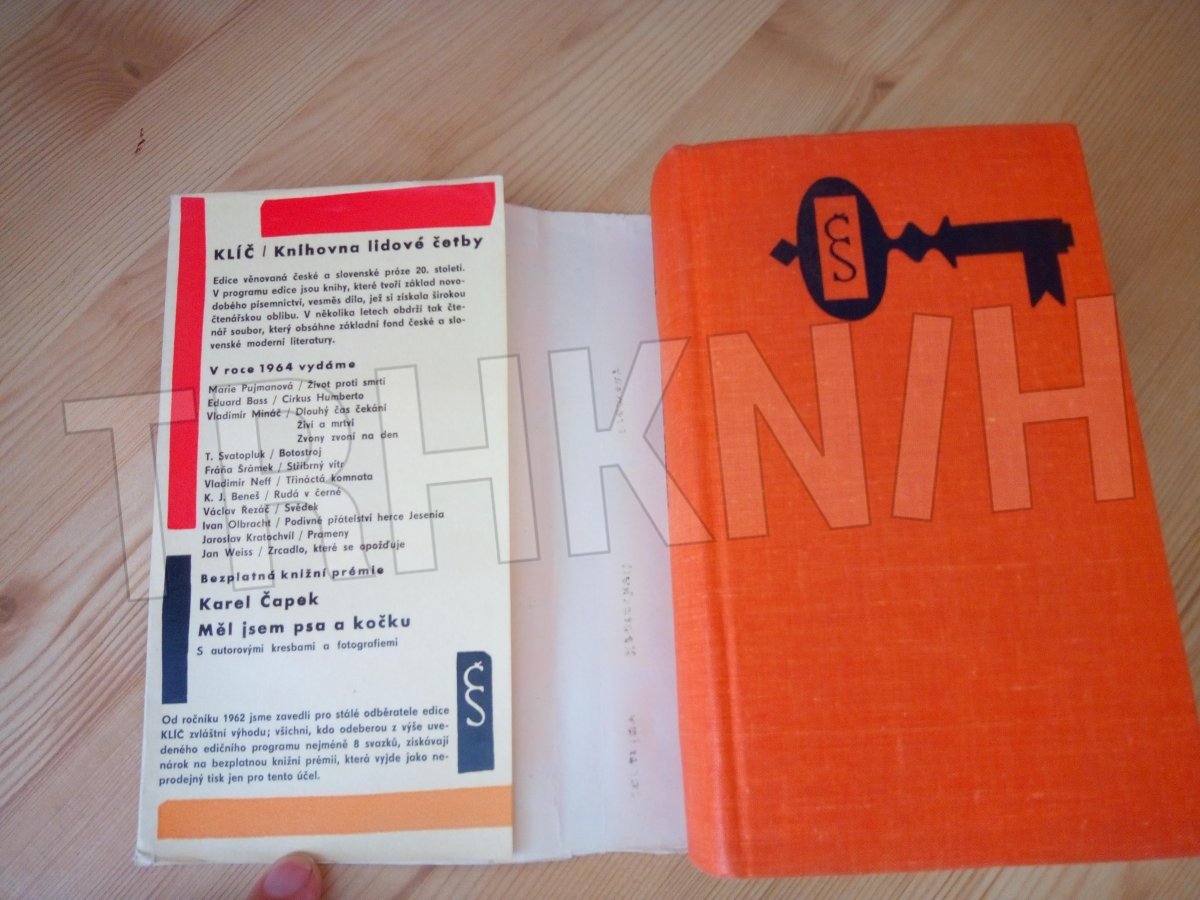 KLÍČ / Knihovna lidové četby
Edice věnovaná české a slovenské próze 20. století.
V programu edice jsou knihy, které tvoří základ novo-
dobého písemnictví, vesměs díla, jež si získala širokou
čtenářskou oblibu. V několika letech obdrží tak čte-
nář soubor, který obsáhne základní fond české a slo-
venské moderní literatury.
V roce 1964 vydáme
Marie Pujmanová / Život proti smrti
Eduard Bass / Cirkus Humberto
Vladimír Mináč / Dlouhý čas čekání
Živí a mrtví
Zvony zvoní na den
T. Svatopluk / Botostroj
Fráňa Šrámek / Stříbrný vítr
Vladimír Neff / Třináctá komnata
K. J. Beneš / Rudá v černé
Václav Řezáč / Svědek
Ivan Olbracht / Podivné přátelství herce Jesenia
Jaroslav Kratochvíl / Prameny
Jan Weiss / Zrcadlo, které se opožďuje
Bezplatná knižní prémie
Karel Čapek
Měl jsem psa a kočku
S autorovými kresbami a fotografiemi
ČS
Od ročníku 1962 jsme zavedli pro stálé odběratele edice
KLÍČ zvláštní výhodu; všichni, kdo odeberou z výše uve-
deného edičního programu nejméně 8 svazků, získávají
nárok na bezplatnou knižní prémii, která vyjde jako ne-
prodejný tisk jen pro tento účel.
ČS
TRHKNIH